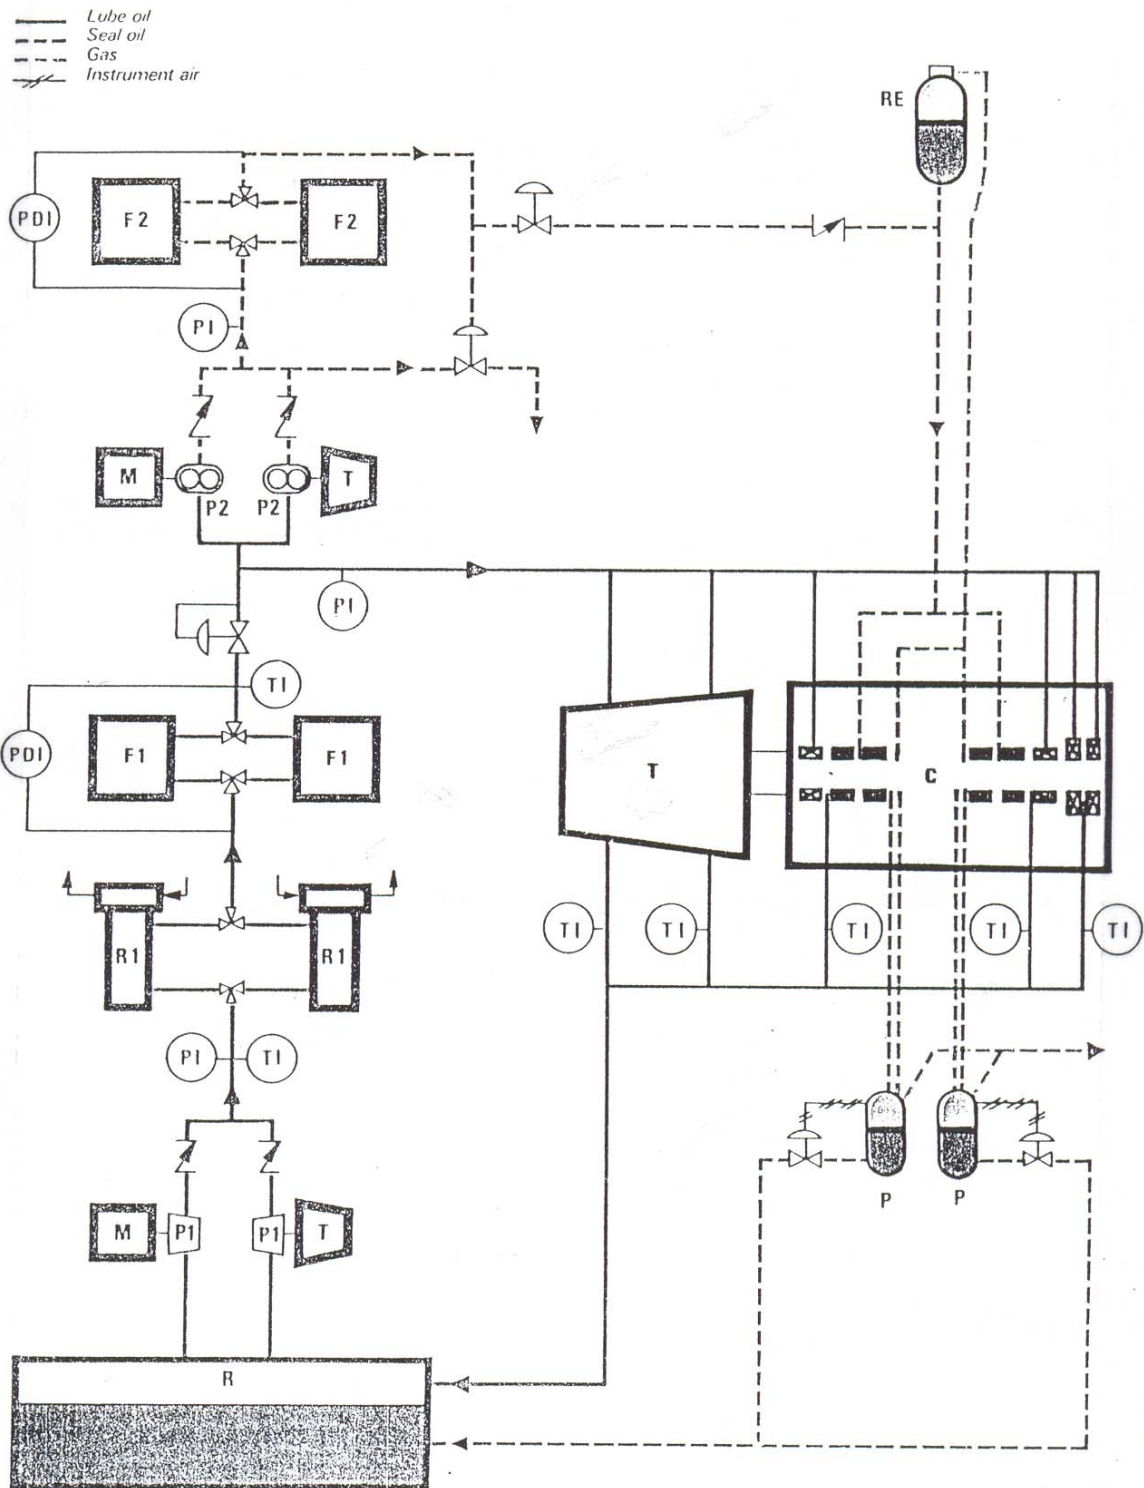 Lube oil
Seal oil
Gas
Instrument air
RE
PDI
F2
F2
PI
M
T
P2
P2
PI
TI
PDI
F1
F1
T
C
R1
R1
TI
TI
TI
TI
TI
PI
TI
P
P
M
P1
P1
T
R